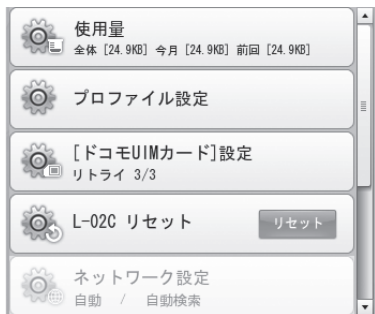 使用量
全体 [24.9KB] 今月 [24.9KB] 前回 [24.9KB]
プロファイル設定
[ドコモUIMカード]設定
リトライ 3/3
L-02C リセット リセット
ネットワーク設定
自動 / 自動検索